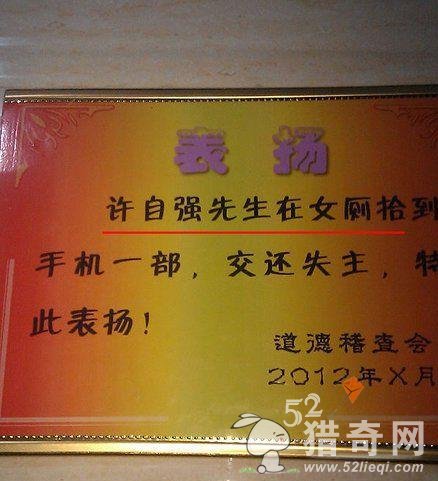 表扬
许自强先生在女厕拾到
手机一部，交还失主，特
此表扬！
道德稽查会
2012年X月
52
猎奇网
www.52lieqi.com